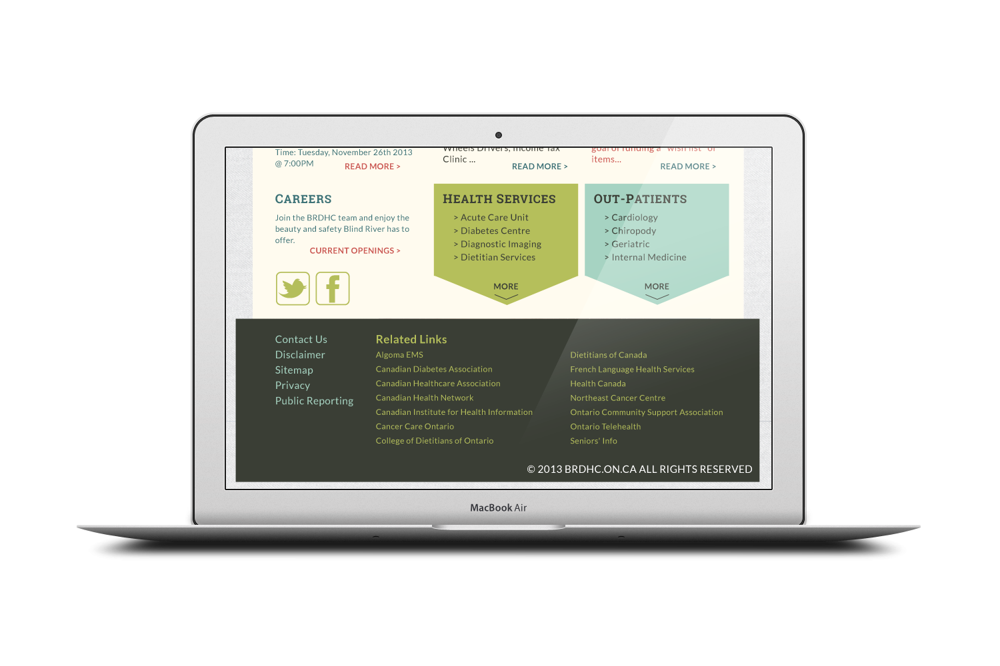 Time: Tuesday, November 26th 2013
@ 7:00PM
READ MORE >
Wheels Drivers, Income Tax
Clinic ...
READ MORE >
goal of funding a "wish list" of
items...
READ MORE >
CAREERS
Join the BRDHC team and enjoy the
beauty and safety Blind River has to
offer.
CURRENT OPENINGS >
HEALTH SERVICES
> Acute Care Unit
> Diabetes Centre
> Diagnostic Imaging
> Dietitian Services
MORE
OUT-PATIENTS
> Cardiology
> Chiropody
> Geriatric
> Internal Medicine
MORE
Contact Us
Disclaimer
Sitemap
Privacy
Public Reporting
Related Links
Algoma EMS
Canadian Diabetes Association
Canadian Healthcare Association
Canadian Health Network
Canadian Institute for Health Information
Cancer Care Ontario
College of Dietitians of Ontario
Dietitians of Canada
French Language Health Services
Health Canada
Northeast Cancer Centre
Ontario Community Support Association
Ontario Telehealth
Seniors' Info
© 2013 BRDHC.ON.CA ALL RIGHTS RESERVED
MacBook Air